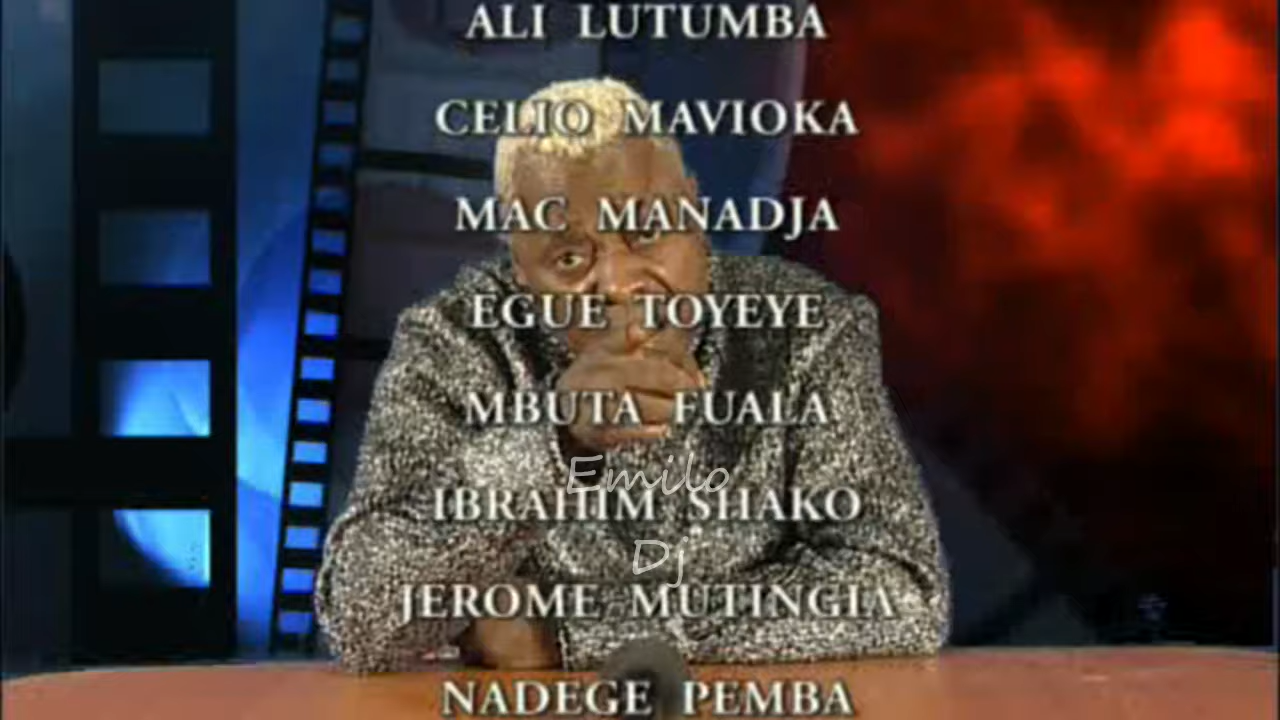 ALI LUTUMBA
CELIO MAVIOKA
MAC MANADJA
EGUE TOYEYE
MBUTA FUALA
Emilo
IBRAHIM SHAKO
Dj
JEROME MUTINGIA
NADEGE PEMBA